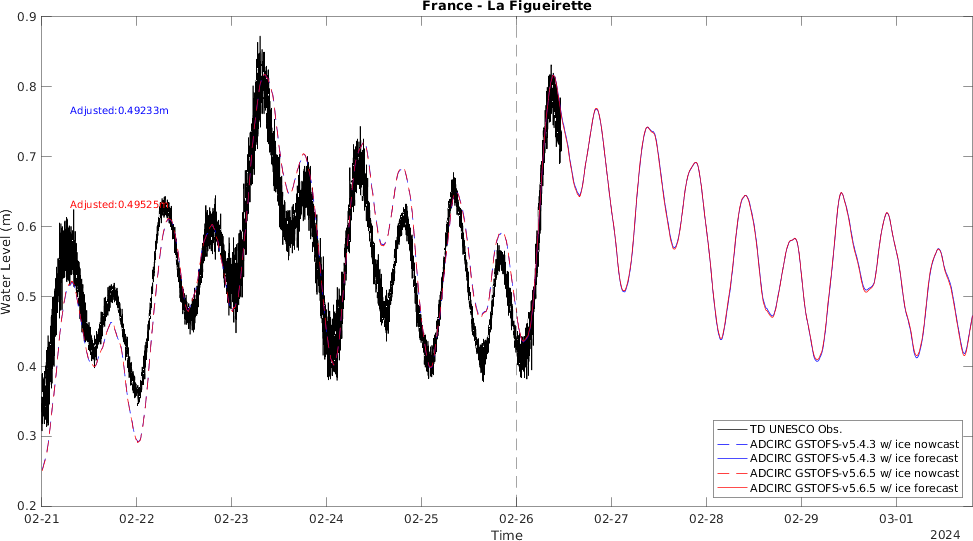 France - La Figueirette
0.9
0.8
0.7
0.6
0.5
0.4
0.3
0.2
Water Level (m)
Adjusted:0.49233m
Adjusted:0.49525m
TD UNESCO Obs.
ADCIRC GSTOFS-v5.4.3 w/ ice nowcast
ADCIRC GSTOFS-v5.4.3 w/ ice forecast
ADCIRC GSTOFS-v5.6.5 w/ ice nowcast
ADCIRC GSTOFS-v5.6.5 w/ ice forecast
02-21 02-22 02-23 02-24 02-25 02-26 02-27 02-28 02-29 03-01
Time
2024